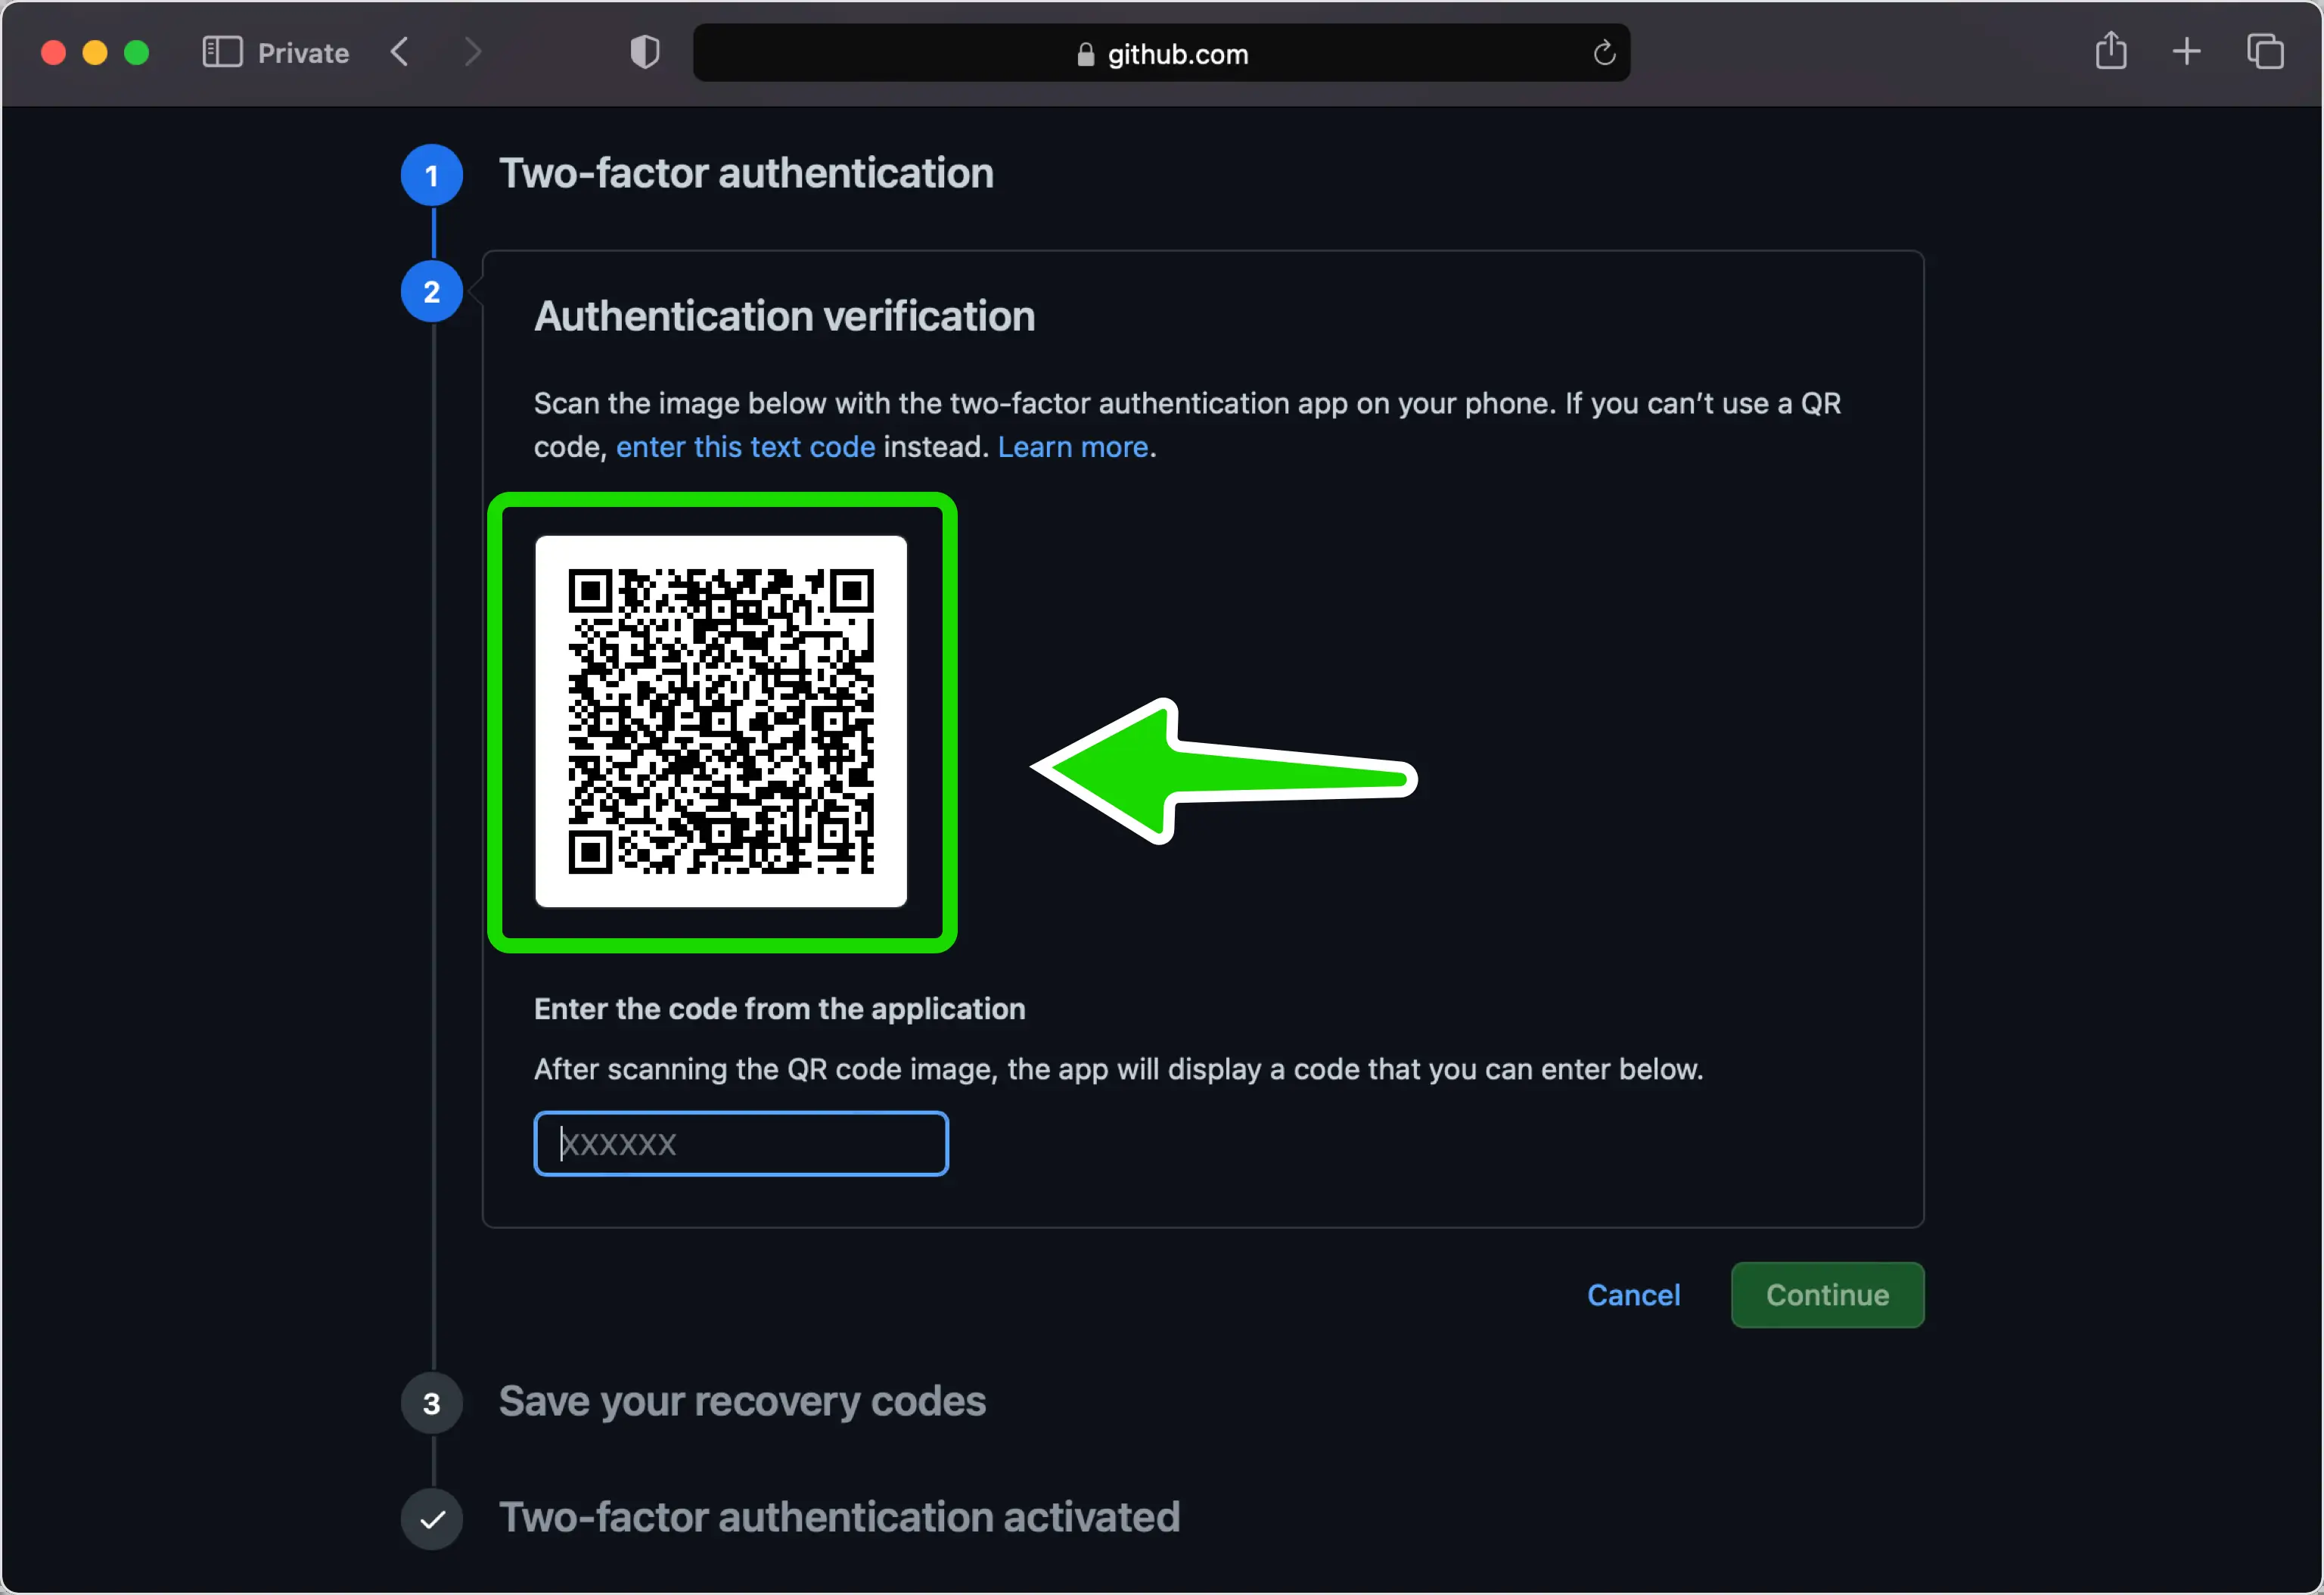 Private
github.com
1 Two-factor authentication
2
Authentication verification
Scan the image below with the two-factor authentication app on your phone. If you can’t use a QR
code, enter this text code instead. Learn more.
Enter the code from the application
After scanning the QR code image, the app will display a code that you can enter below.
XXXXXX
Cancel Continue
3 Save your recovery codes
Two-factor authentication activated